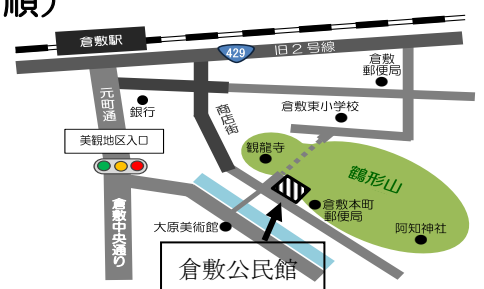 順）
倉敷駅
429
旧２号線
倉敷
郵便局
元町通
銀行
商店街
倉敷東小学校
美観地区入口
観龍寺
鶴形山
倉敷中央通り
大原美術館
倉敷本町
郵便局
阿知神社
倉敷公民館